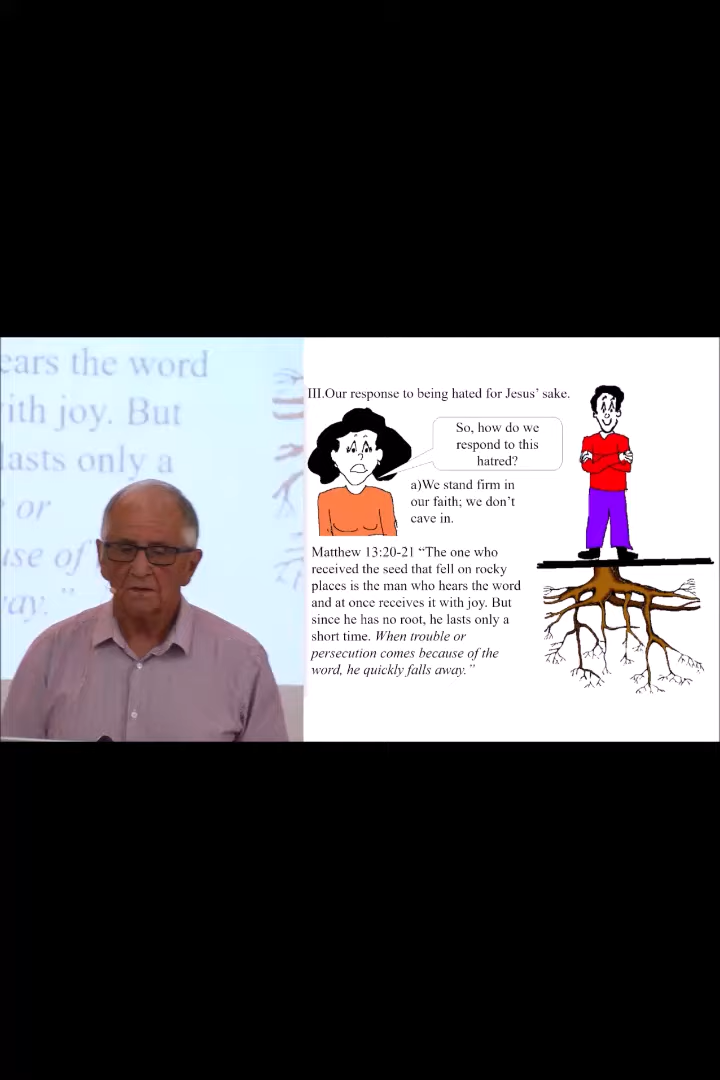 ears the word
ith joy. But
lasts only a
e or
use of
vay.”
III.Our response to being hated for Jesus’ sake.
So, how do we
respond to this
hatred?
a)We stand firm in
our faith; we don’t
cave in.
Matthew 13:20-21 “The one who
received the seed that fell on rocky
places is the man who hears the word
and at once receives it with joy. But
since he has no root, he lasts only a
short time. When trouble or
persecution comes because of the
word, he quickly falls away.”